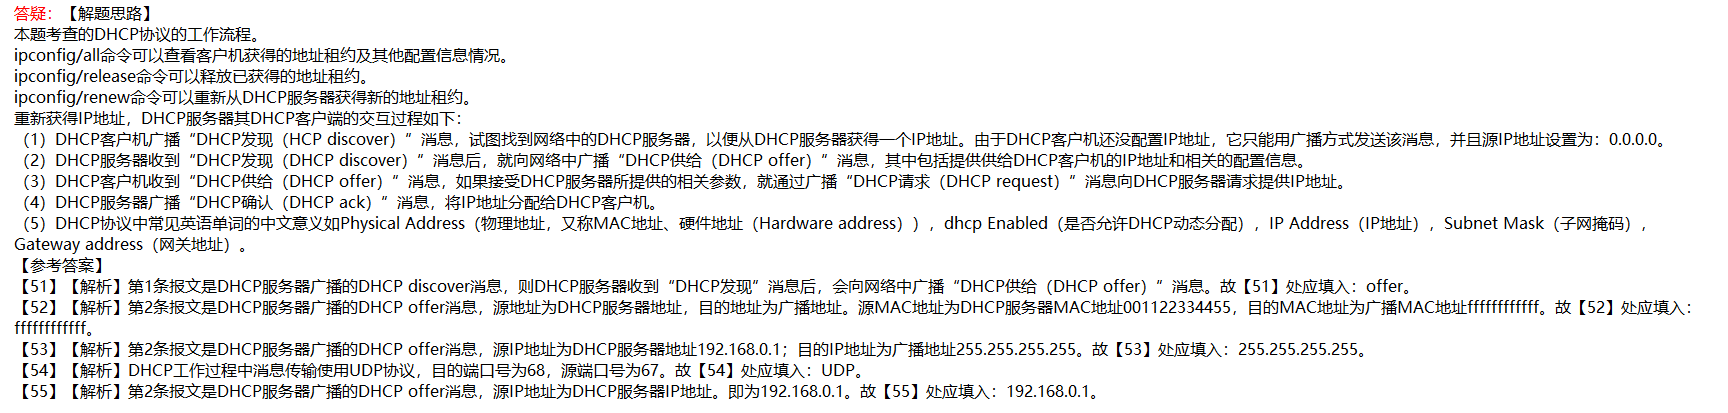 答疑：【解题思路】
本题考查的DHCP协议的工作流程。
ipconfig/all命令可以查看客户机获得的地址租约及其他配置信息情况。
ipconfig/release命令可以释放已获得的地址租约。
ipconfig/renew命令可以重新从DHCP服务器获得新的地址租约。
重新获得IP地址，DHCP服务器其DHCP客户端的交互过程如下：
（1）DHCP客户机广播“DHCP发现（HCP discover）”消息，试图找到网络中的DHCP服务器，以便从DHCP服务器获得一个IP地址。由于DHCP客户机还没配置IP地址，它只能用广播方式发送该消息，并且源IP地址设置为：0.0.0.0。
（2）DHCP服务器收到“DHCP发现（DHCP discover）”消息后，就向网络中广播“DHCP供给（DHCP offer）”消息，其中包括提供供给DHCP客户机的IP地址和相关的配置信息。
（3）DHCP客户机收到“DHCP供给（DHCP offer）”消息，如果接受DHCP服务器所提供的相关参数，就通过广播“DHCP请求（DHCP request）”消息向DHCP服务器请求提供IP地址。
（4）DHCP服务器广播“DHCP确认（DHCP ack）”消息，将IP地址分配给DHCP客户机。
（5）DHCP协议中常见英语单词的中文意义如Physical Address（物理地址，又称MAC地址、硬件地址（Hardware address）），dhcp Enabled（是否允许DHCP动态分配），IP Address（IP地址），Subnet Mask（子网掩码），
Gateway address（网关地址）。
【参考答案】
【51】【解析】第1条报文是DHCP服务器广播的DHCP discover消息，则DHCP服务器收到“DHCP发现”消息后，会向网络中广播“DHCP供给（DHCP offer）”消息。故【51】处应填入：offer。
【52】【解析】第2条报文是DHCP服务器广播的DHCP offer消息，源地址为DHCP服务器地址，目的地址为广播地址。源MAC地址为DHCP服务器MAC地址001122334455，目的MAC地址为广播MAC地址ffffffffffff。故【52】处应填入：
ffffffffffff。
【53】【解析】第2条报文是DHCP服务器广播的DHCP offer消息，源IP地址为DHCP服务器地址192.168.0.1；目的IP地址为广播地址255.255.255.255。故【53】处应填入：255.255.255.255。
【54】【解析】DHCP工作过程中消息传输使用UDP协议，目的端口号为68，源端口号为67。故【54】处应填入：UDP。
【55】【解析】第2条报文是DHCP服务器广播的DHCP offer消息，源IP地址为DHCP服务器IP地址。即为192.168.0.1。故【55】处应填入：192.168.0.1。